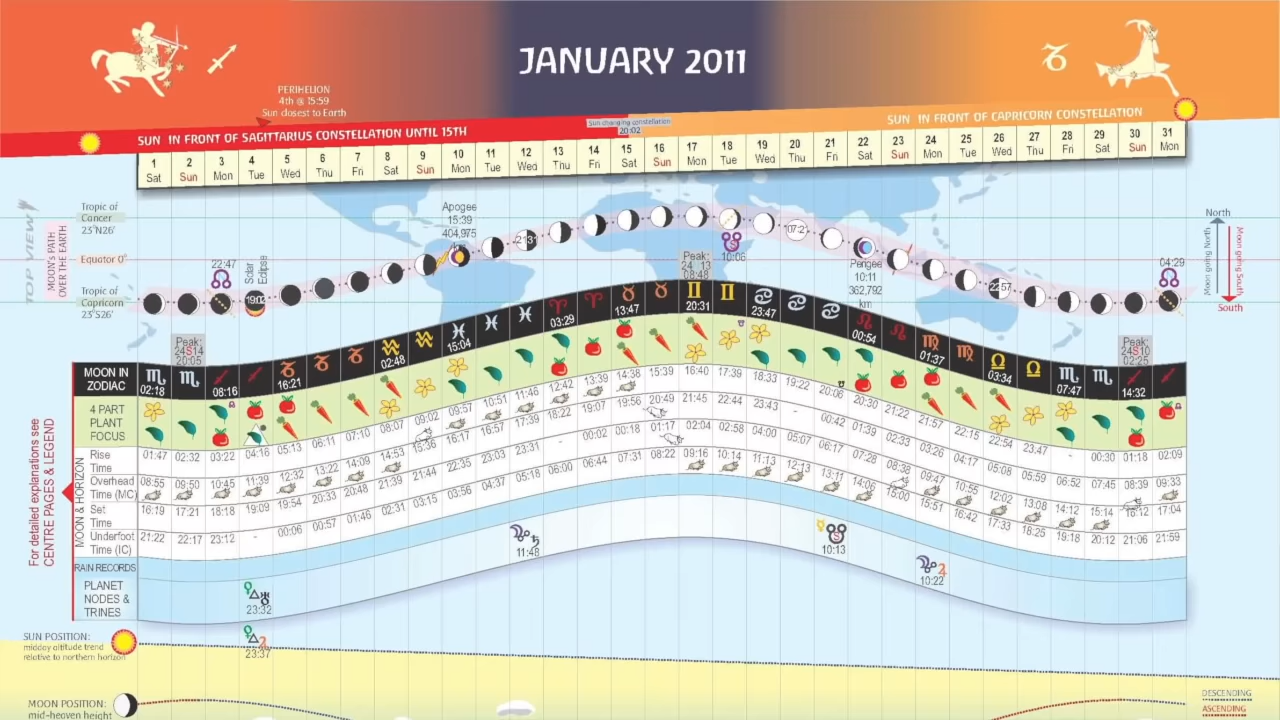 JANUARY 2011
PERIHELION
4th @ 15:59
Sun closest to Earth
SUN IN FRONT OF SAGITTARIUS CONSTELLATION UNTIL 15TH
Sun changing constellation
20:02
SUN IN FRONT OF CAPRICORN CONSTELLATION
1 2 3 4 5 6 7 8 9 10 11 12 13 14 15 16 17 18 19 20 21 22 23 24 25 26 27 28 29 30 31
Sat Sun Mon Tue Wed Thu Fri Sat Sun Mon Tue Wed Thu Fri Sat Sun Mon Tue Wed Thu Fri Sat Sun Mon Tue Wed Thu Fri Sat Sun Mon
TOP VIEW
MOON's PATH
OVER THE EARTH
Tropic of
Cancer
23°N26'
Equator 0°
Tropic of
Capricorn
23°S26'
22:47
Solar
Eclipse
19:02
Apogee
15:39
404,975
km
21:31
10:06
Peak:
24 13
08:48
07:2
Perigee
10:11
362,792
km
22:57
04:29
North
Moon going North
Moon going South
South
Peak:
24S14
20:05
Peak:
24S10
02:25
MOON IN
ZODIAC
02:18 08:16 16:21 02:48 15:04 03:29 13:47 20:31 23:47 00:54 01:37 03:34 07:47 14:32
4 PART
PLANT
FOCUS
For detailed explanations see
CENTRE PAGES & LEGEND
MOON & HORIZON
Rise
Time
01:47 02:32 03:22 04:16 05:13 06:11 07:10 08:07 09:02 09:57 10:51 11:46 12:42 13:39 14:38 15:39 16:40 17:39 18:33 19:22 20:06 20:30 21:22 21:57 22:15 22:54 23:47 - 00:30 01:18 02:09
Overhead
Time (MC)
08:55 09:50 10:45 11:39 12:32 13:22 14:09 14:53 15:36 16:17 16:57 17:39 18:22 19:07 19:56 20:49 21:45 22:44 23:43 - 00:42 01:39 02:33 03:26 04:17 05:08 05:59 06:52 07:45 08:39 09:33
Set
Time
16:19 17:21 18:18 19:09 19:54 20:33 20:48 21:39 21:44 22:35 23:03 23:31 - 00:02 00:18 01:17 02:04 02:58 04:00 05:07 06:17 07:28 08:38 09:47 10:55 12:02 13:08 14:12 15:14 16:12 17:04
Underfoot
Time (IC)
21:22 22:17 23:12 - 00:06 00:57 01:46 02:31 03:15 03:56 04:37 05:18 06:00 06:44 07:31 08:22 09:16 10:14 11:13 12:13 13:11 14:06 15:00 15:51 16:42 17:33 18:25 19:18 20:12 21:06 21:59
RAIN RECORDS
PLANET
NODES &
TRINES
23:32
11:48
10:13
10:22
23:37
SUN POSITION:
midday altitude trend
relative to northern horizon
MOON POSITION:
mid-heaven height
DESCENDING
ASCENDING